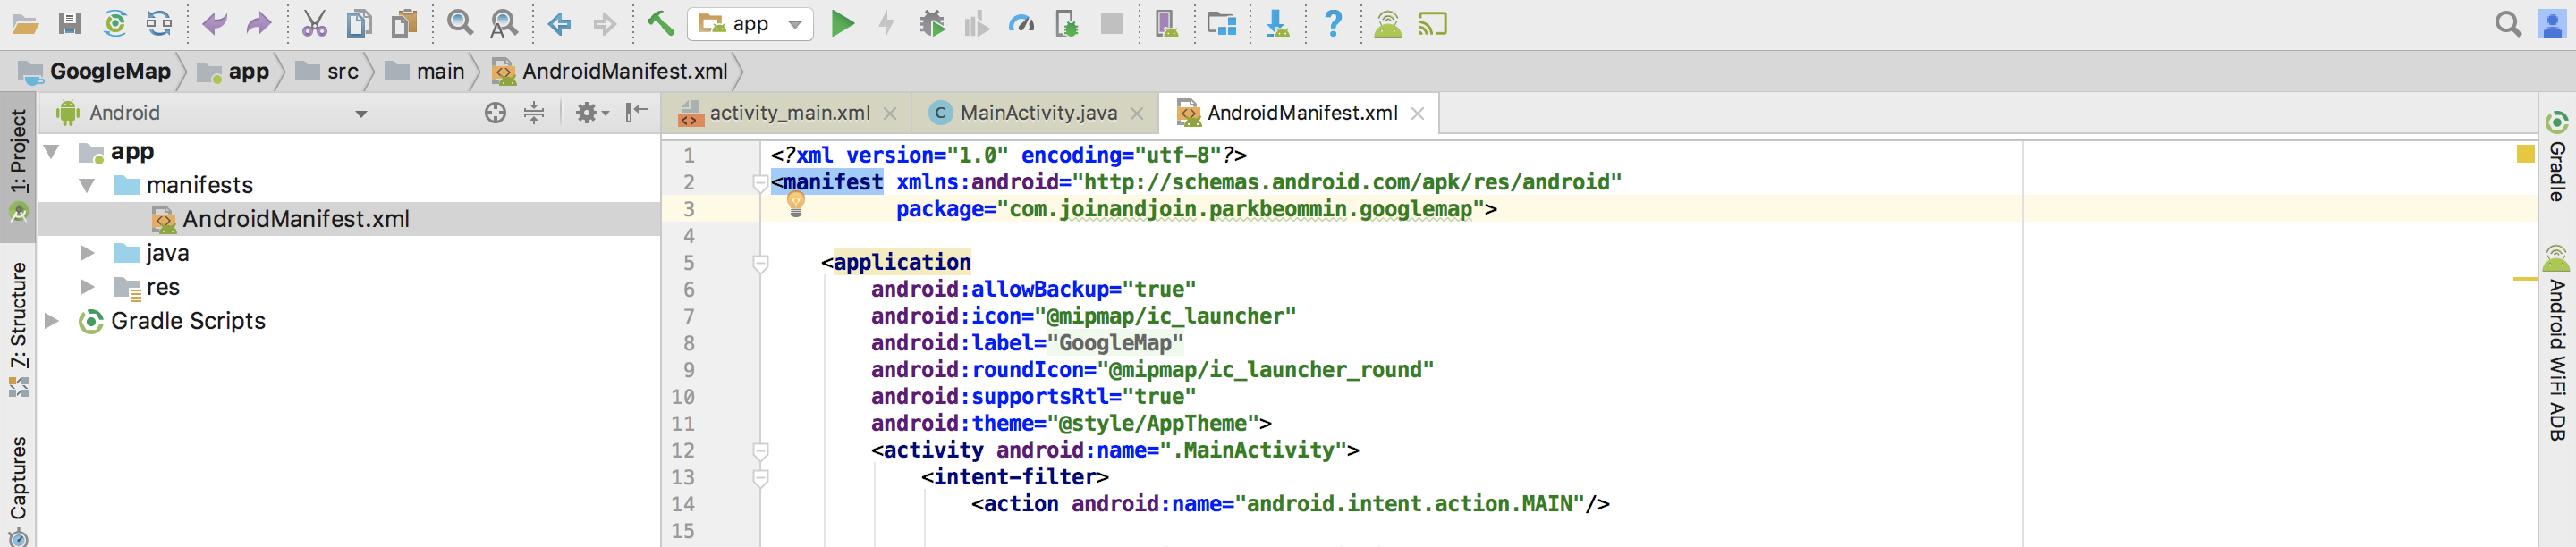 app
GoogleMap app src main AndroidManifest.xml
1: Project
Android
app
manifests
AndroidManifest.xml
java
res
Gradle Scripts
Z: Structure
Captures
activity_main.xml
C MainActivity.java
AndroidManifest.xml
1 <?xml version="1.0" encoding="utf-8"?>
2 <manifest xmlns:android="http://schemas.android.com/apk/res/android"
3 package="com.joinandjoin.parkbeommin.googlemap">
4
5 <application
6 android:allowBackup="true"
7 android:icon="@mipmap/ic_launcher"
8 android:label="GoogleMap"
9 android:roundIcon="@mipmap/ic_launcher_round"
10 android:supportsRtl="true"
11 android:theme="@style/AppTheme">
12 <activity android:name=".MainActivity">
13 <intent-filter>
14 <action android:name="android.intent.action.MAIN"/>
15
Gradle
Android WiFi ADB